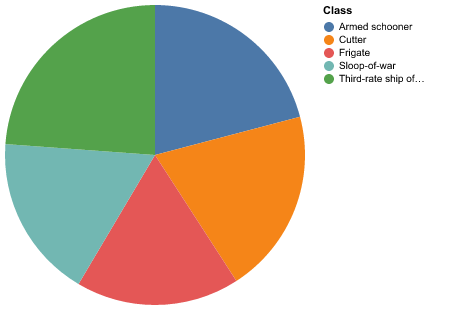 Class
Armed schooner
Cutter
Frigate
Sloop-of-war
Third-rate ship of…